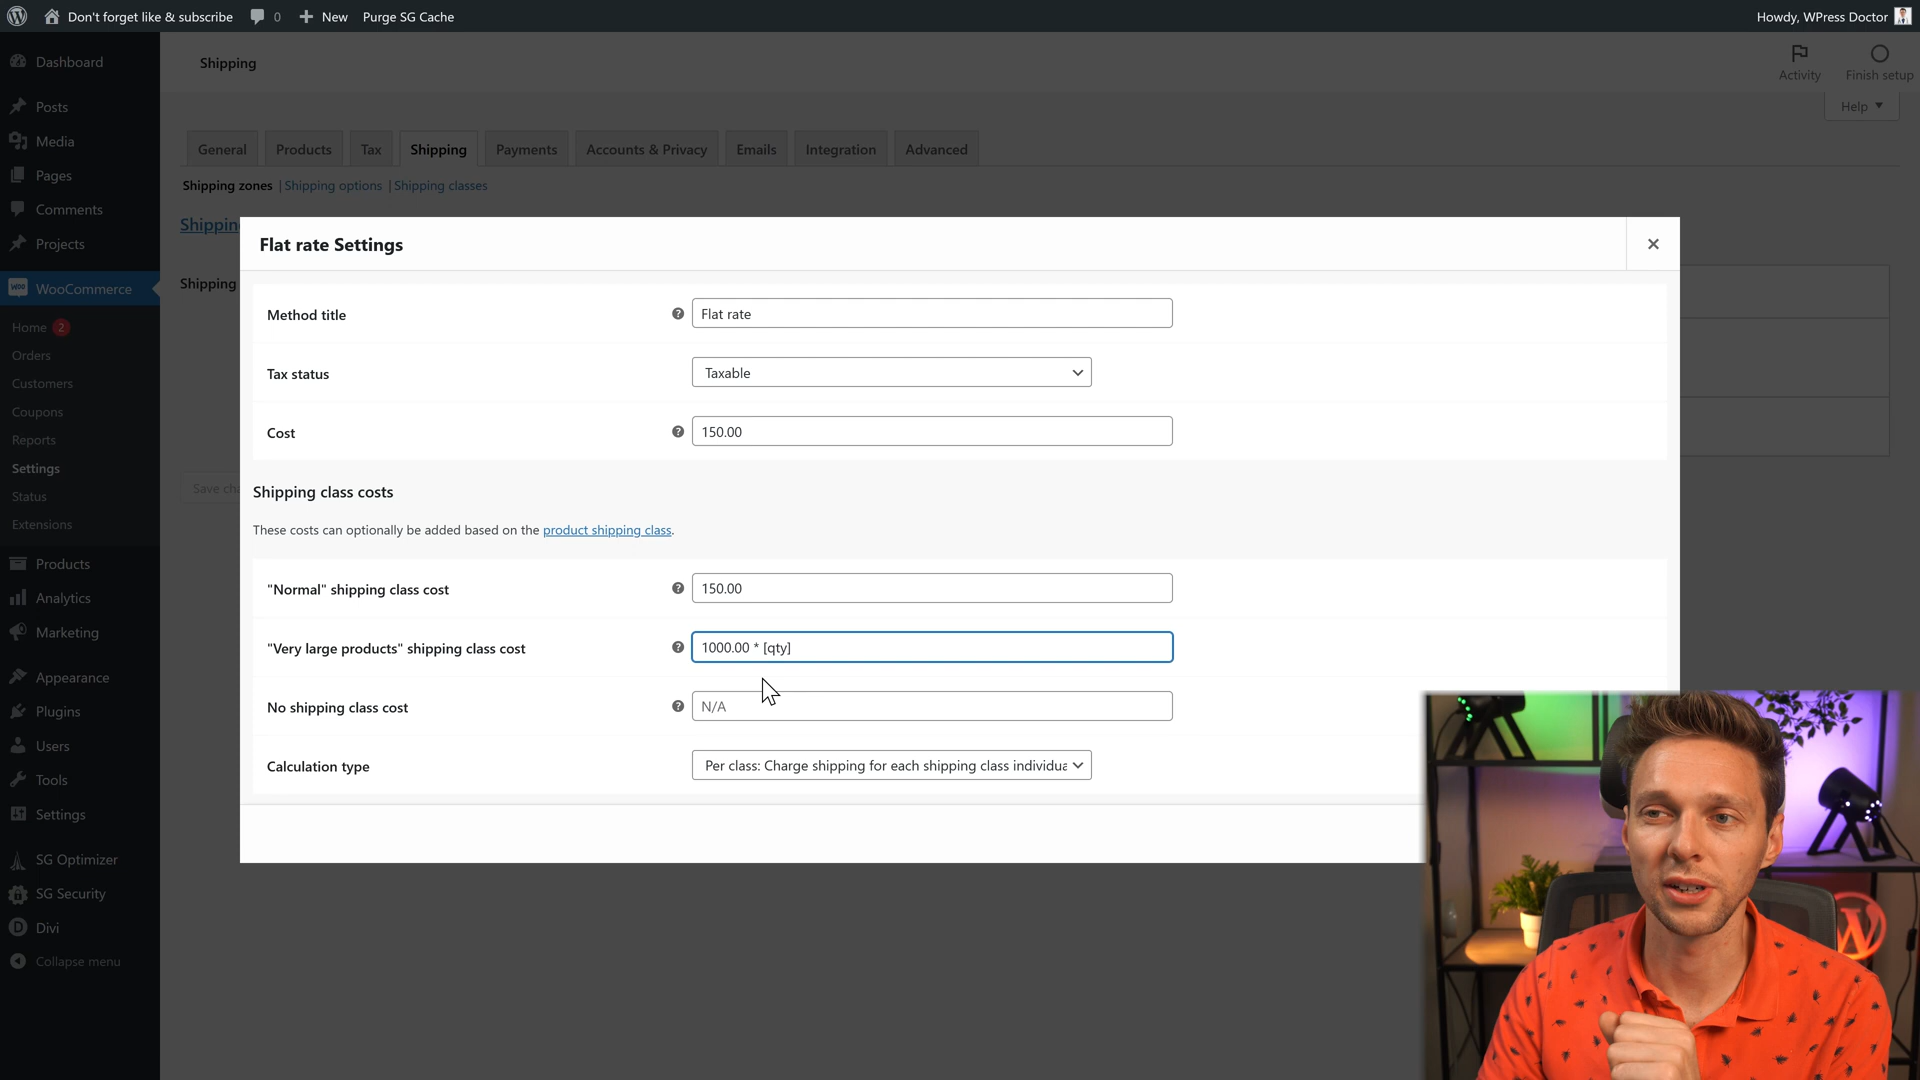 Don't forget like & subscribe
0
New
Purge SG Cache
Howdy, WPress Doctor
Dashboard
Posts
Media
Pages
Comments
Projects
WooCommerce
Home 2
Orders
Customers
Coupons
Reports
Settings
Status
Extensions
Products
Analytics
Marketing
Appearance
Plugins
Users
Tools
Settings
SG Optimizer
SG Security
Divi
Collapse menu
Shipping
Activity
Finish setup
Help
General
Products
Tax
Shipping
Payments
Accounts & Privacy
Emails
Integration
Advanced
Shipping zones | Shipping options | Shipping classes
Shippin
Shipping
Save cha
Flat rate Settings
Method title
Flat rate
Tax status
Taxable
Cost
150.00
Shipping class costs
These costs can optionally be added based on the product shipping class.
"Normal" shipping class cost
150.00
"Very large products" shipping class cost
1000.00 * [qty]
No shipping class cost
N/A
Calculation type
Per class: Charge shipping for each shipping class individua